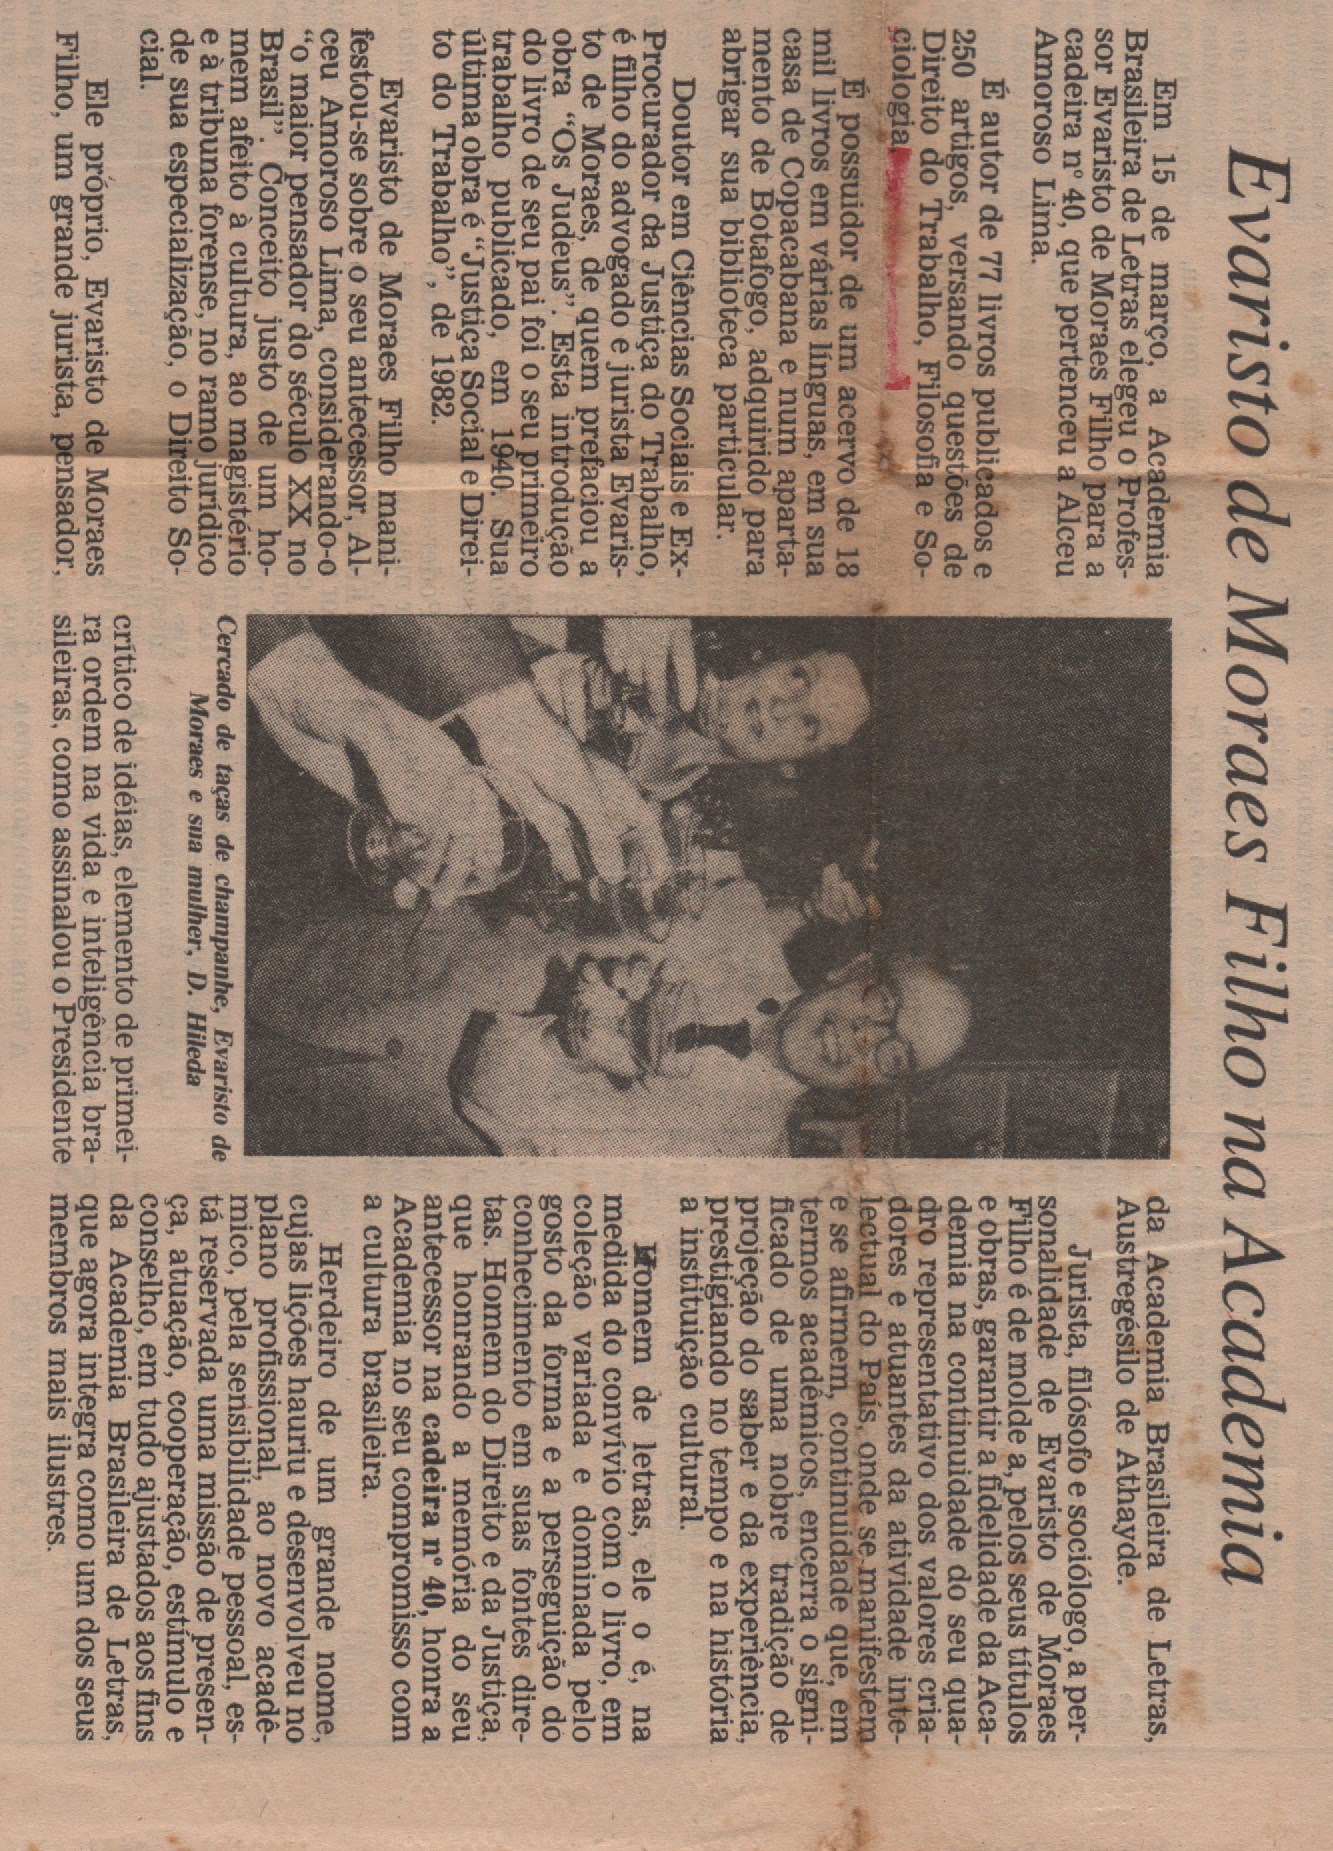 Evaristo de Moraes Filho na Academia
Em 15 de março, a Academia
Brasileira de Letras elegeu o Profes-
sor Evaristo de Moraes Filho para a
cadeira nº 40, que pertenceu a Alceu
Amoroso Lima.
É autor de 77 livros publicados e
250 artigos, versando questões de
Direito do Trabalho, Filosofia e So-
ciologia
É possuidor de um acervo de 18
mil livros em várias línguas, em sua
casa de Copacabana e num aparta-
mento de Botafogo, adquirido para
abrigar sua biblioteca particular.
Doutor em Ciências Sociais e Ex-
Procurador da Justiça do Trabalho,
é filho do advogado e jurista Evaris-
to de Moraes, de quem prefaciou a
obra "Os Judeus". Esta introdução
do livro de seu pai foi o seu primeiro
trabalho publicado, em 1940. Sua
última obra é "Justiça Social e Direi-
to do Trabalho", de 1982.
Evaristo de Moraes Filho mani-
festou-se sobre o seu antecessor, Al-
ceu Amoroso Lima, considerando-o
"o maior pensador do século XX no
Brasil". Conceito justo de um ho-
mem afeito à cultura, ao magistério
e à tribuna forense, no ramo jurídico
de sua especialização, o Direito So-
cial.
Ele próprio, Evaristo de Moraes
Filho, um grande jurista, pensador,
Cercado de taças de champanhe, Evaristo de
Moraes e sua mulher, D. Hileda
crítico de idéias, elemento de primei-
ra ordem na vida e inteligência bra-
sileiras, como assinalou o Presidente
da Academia Brasileira de Letras,
Austregésilo de Athayde.
Jurista, filósofo e sociólogo, a per-
sonalidade de Evaristo de Moraes
Filho é de molde a, pelos seus títulos
e obras, garantir a fidelidade da Aca-
demia na continuidade do seu qua-
dro representativo dos valores cria-
dores e atuantes da atividade inte-
lectual do País, onde se manifestem
e se afirmem, continuidade que, em
termos acadêmicos, encerra o signi-
ficado de uma nobre tradição de
projeção do saber e da experiência,
prestigiando no tempo e na história
a instituição cultural.
Homem de letras, ele o é, na
medida do convívio com o livro, em
coleção variada e dominada pelo
gosto da forma e a perseguição do
conhecimento em suas fontes dire-
tas. Homem do Direito e da Justiça,
que honrando a memória do seu
antecessor na cadeira nº 40, honra a
Academia no seu compromisso com
a cultura brasileira.
Herdeiro de um grande nome,
cujas lições hauriu e desenvolveu no
plano profissional, ao novo acadê-
mico, pela sensibilidade pessoal, es-
tá reservada uma missão de presen-
ça, atuação, cooperação, estímulo e
conselho, em tudo ajustados aos fins
da Academia Brasileira de Letras,
que agora integra como um dos seus
membros mais ilustres.